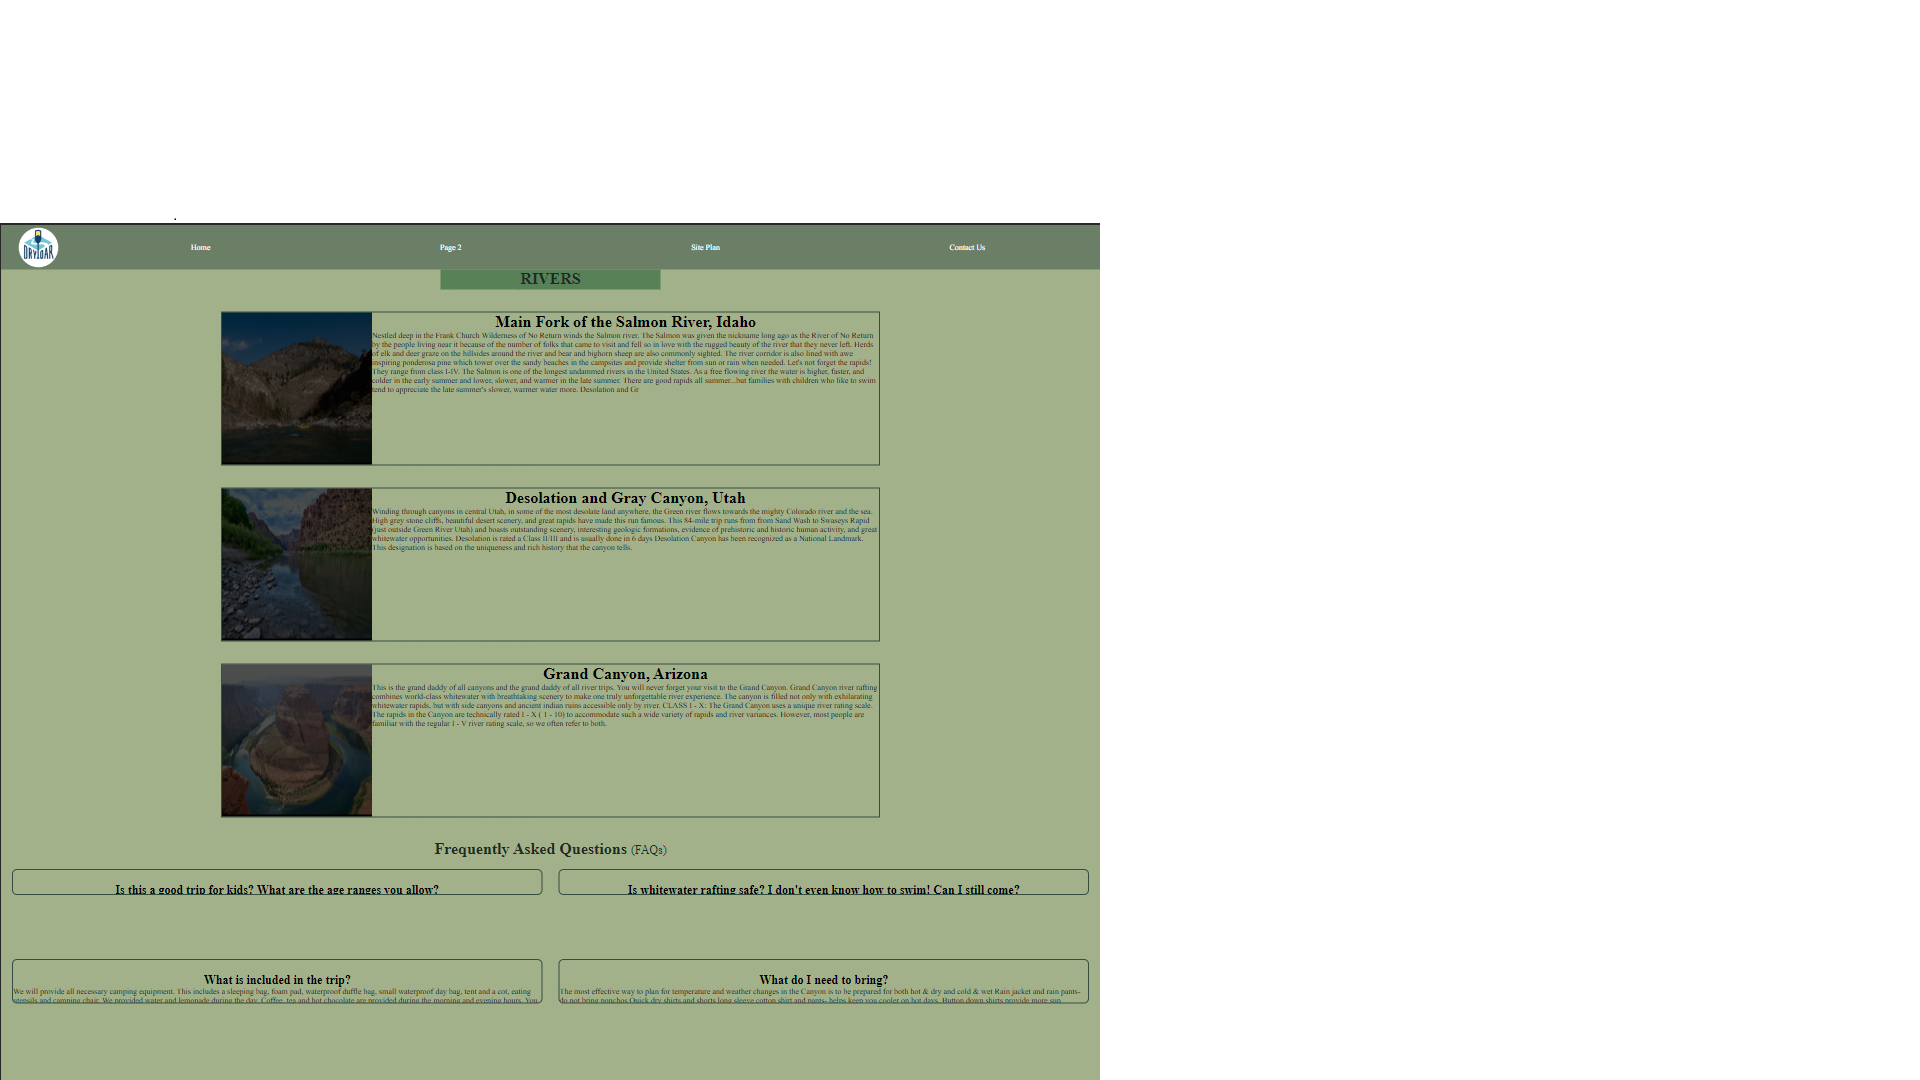 .
DRY OAR
Home
Page 2
Site Plan
Contact Us
RIVERS
Main Fork of the Salmon River, Idaho
Nestled deep in the Frank Church Wilderness of No Return winds the Salmon river. The Salmon was given the nickname long ago as the River of No Return
by the people living near it because of the number of folks that came to visit and fell so in love with the rugged beauty of the river that they never left. Herds
of elk and deer graze on the hillsides around the river and bear and bighorn sheep are also commonly sighted. The river corridor is also lined with awe
inspiring ponderosa pine which tower over the sandy beaches in the campsites and provide shelter from sun or rain when needed. Let's not forget the rapids!
They range from class I-IV. The Salmon is one of the longest undammed rivers in the United States. As a free flowing river the water is higher, faster, and
colder in the early summer and lower, slower, and warmer in the late summer. There are good rapids all summer...but families with children who like to swim
tend to appreciate the late summer's slower, warmer water more. Desolation and Gr
Desolation and Gray Canyon, Utah
Winding through canyons in central Utah, in some of the most desolate land anywhere, the Green river flows towards the mighty Colorado river and the sea.
High grey stone cliffs, beautiful desert scenery, and great rapids have made this run famous. This 84-mile trip runs from from Sand Wash to Swaseys Rapid
(just outside Green River Utah) and boasts outstanding scenery, interesting geologic formations, evidence of prehistoric and historic human activity, and great
whitewater opportunities. Desolation is rated a Class II/III and is usually done in 6 days Desolation Canyon has been recognized as a National Landmark.
This designation is based on the uniqueness and rich history that the canyon tells.
Grand Canyon, Arizona
This is the grand daddy of all canyons and the grand daddy of all river trips. You will never forget your visit to the Grand Canyon. Grand Canyon river rafting
combines world-class whitewater with breathtaking scenery to make one truly unforgettable river experience. The canyon is filled not only with exhilarating
whitewater rapids, but with side canyons and ancient indian ruins accessible only by river. CLASS I - X: The Grand Canyon uses a unique river rating scale.
The rapids in the Canyon are technically rated I - X ( 1 - 10) to accommodate such a wide variety of rapids and river variances. However, most people are
familiar with the regular I - V river rating scale, so we often refer to both.
Frequently Asked Questions (FAQs)
Is this a good trip for kids? What are the age ranges you allow?
Is whitewater rafting safe? I don't even know how to swim! Can I still come?
What is included in the trip?
We will provide all necessary camping equipment. This includes a sleeping bag, foam pad, waterproof duffle bag, small waterproof day bag, tent and a cot, eating
utensils and camping chair. We provided water and lemonade during the day. Coffee, tea and hot chocolate are provided during the morning and evening hours. You
What do I need to bring?
The most effective way to plan for temperature and weather changes in the Canyon is to be prepared for both hot & dry and cold & wet Rain jacket and rain pants-
do not bring ponchos Quick dry shirts and shorts long sleeve cotton shirt and pants- helps keep you cooler on hot days. Button down shirts provide more sun